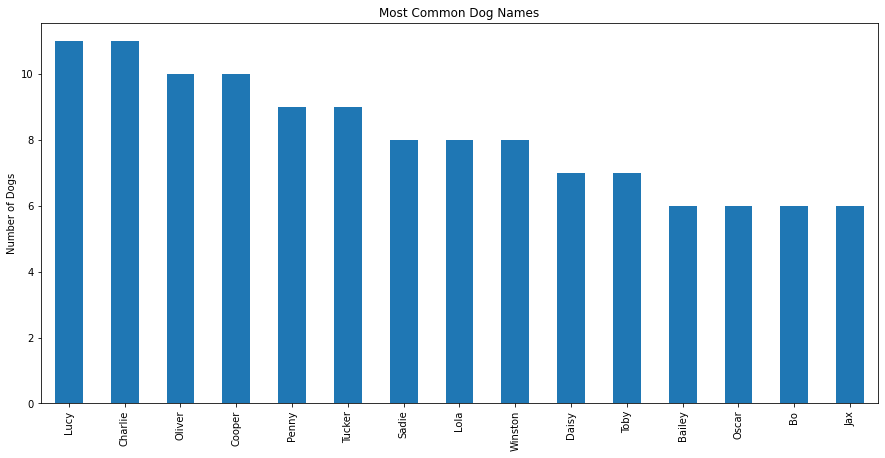 Most Common Dog Names
Number of Dogs
10
8
6
4
2
0
Lucy
Charlie
Oliver
Cooper
Penny
Tucker
Sadie
Lola
Winston
Daisy
Toby
Bailey
Oscar
Bo
Jax